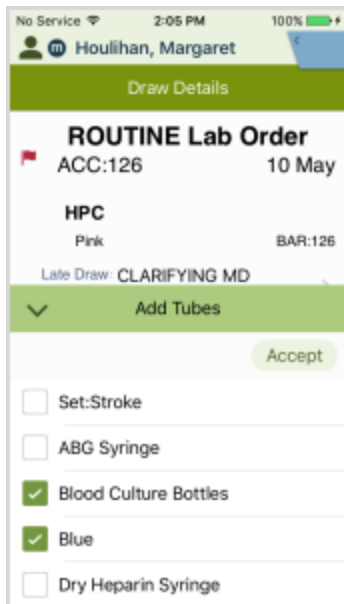 No Service 2:05 PM 100%
m Houlihan, Margaret
Draw Details
ROUTINE Lab Order
ACC:126 10 May
HPC
Pink BAR:126
Late Draw: CLARIFYING MD
Add Tubes
Accept
Set:Stroke
ABG Syringe
Blood Culture Bottles
Blue
Dry Heparin Syringe